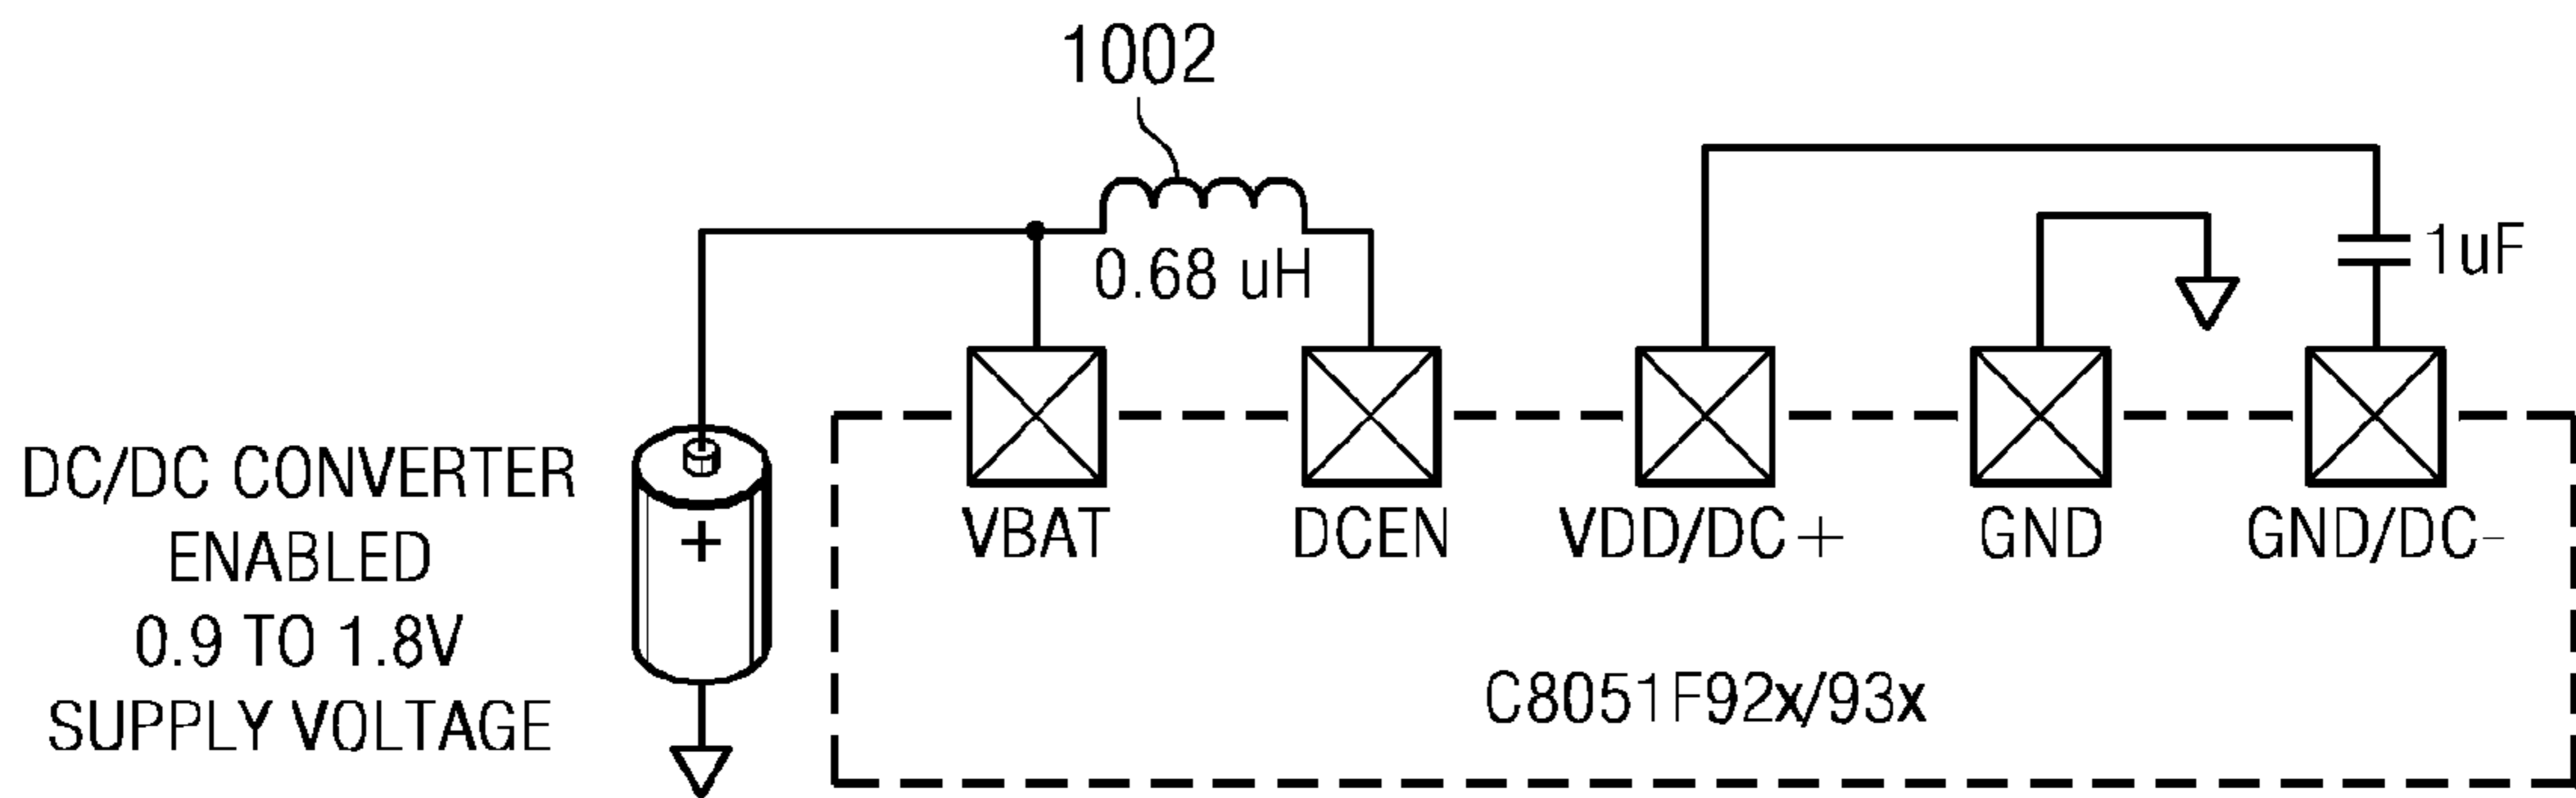 1002
0.68 uH
1uF
DC/DC CONVERTER
ENABLED
0.9 TO 1.8V
SUPPLY VOLTAGE
+
VBAT
DCEN
VDD/DC+
GND
GND/DC-
C8051F92x/93x